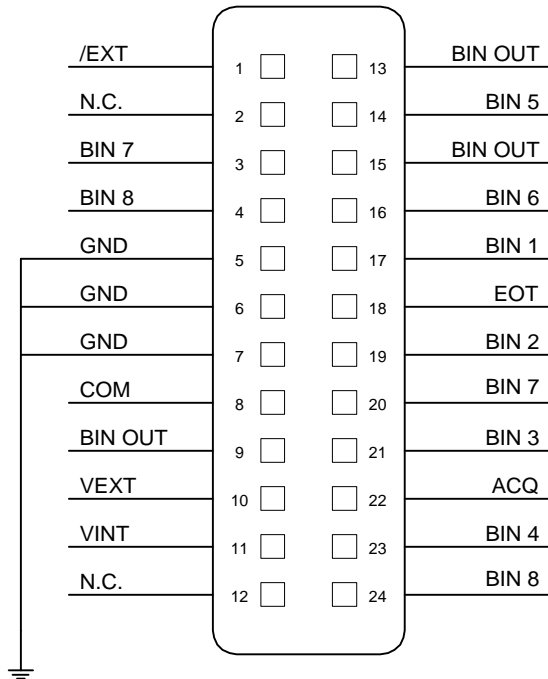 /EXT 1 13 BIN OUT
N.C. 2 14 BIN 5
BIN 7 3 15 BIN OUT
BIN 8 4 16 BIN 6
GND 5 17 BIN 1
GND 6 18 EOT
GND 7 19 BIN 2
COM 8 20 BIN 7
BIN OUT 9 21 BIN 3
VEXT 10 22 ACQ
VINT 11 23 BIN 4
N.C. 12 24 BIN 8